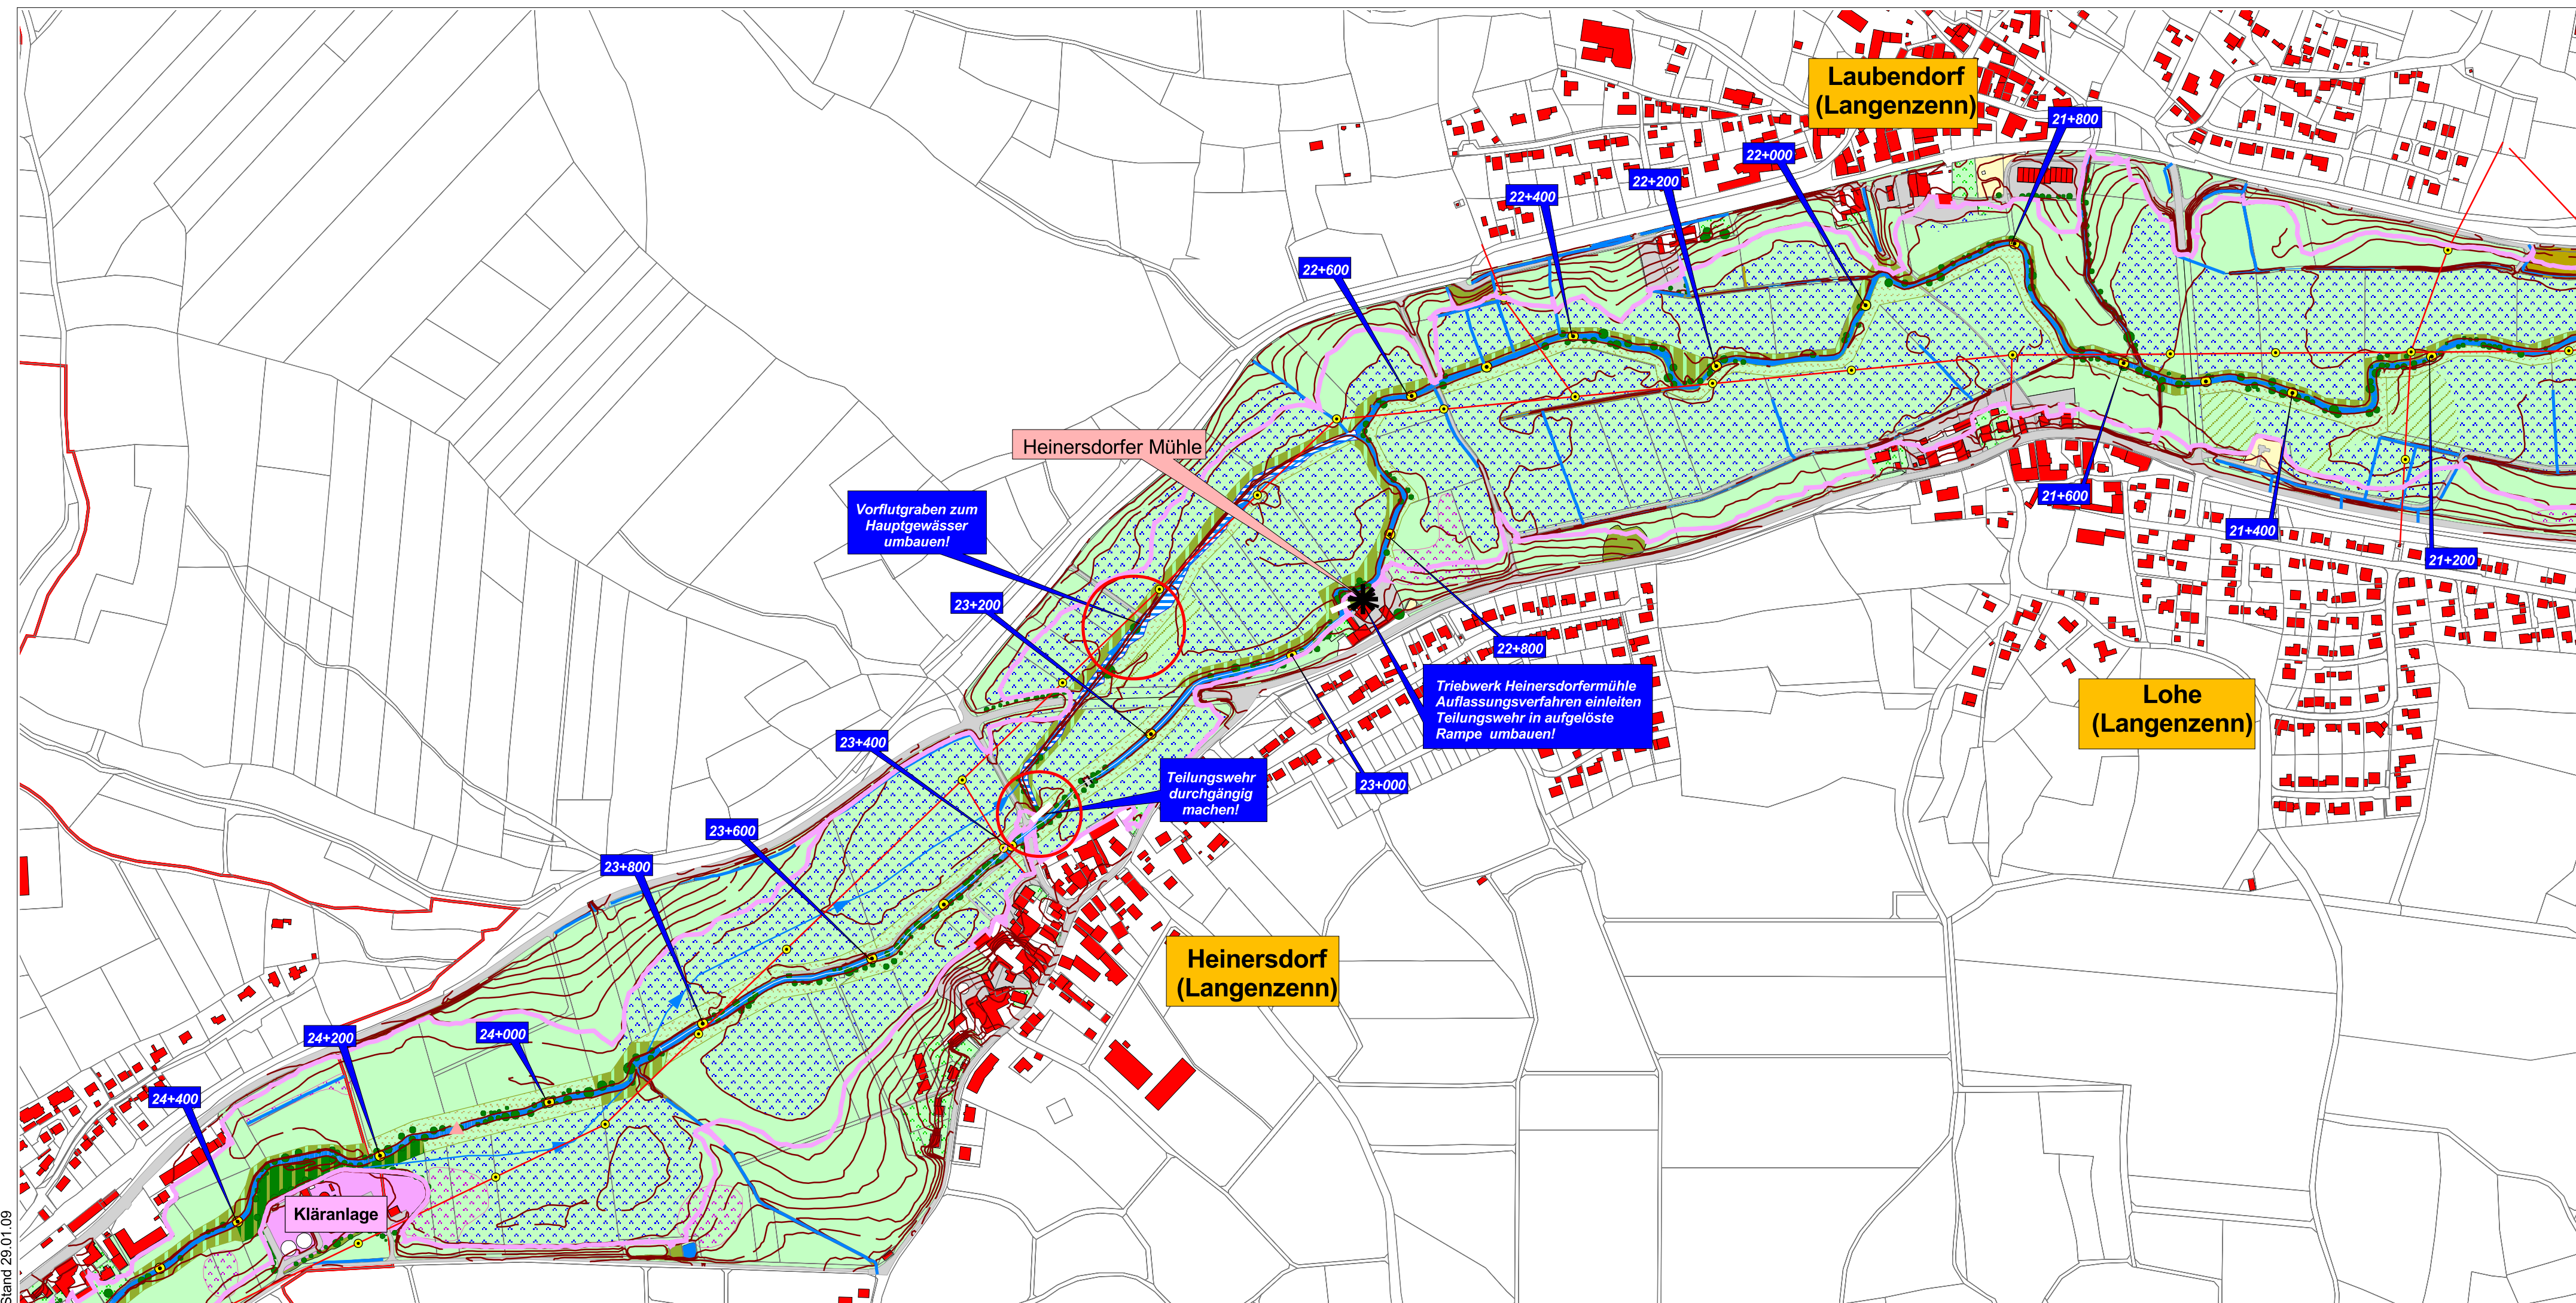 Laubendorf
(Langenzenn)
21+800
22+000
22+200
22+400
22+600
Heinersdorfer Mühle
Vorflutgraben zum
Hauptgewässer
umbauen!
21+600
21+400
21+200
23+200
22+800
Triebwerk Heinersdorfermühle
Auflassungsverfahren einleiten
Teilungswehr in aufgelöste
Rampe umbauen!
Lohe
(Langenzenn)
23+400
23+000
Teilungswehr
durchgängig
machen!
23+600
23+800
Heinersdorf
(Langenzenn)
24+200
24+000
24+400
Kläranlage
Stand 29.01.09